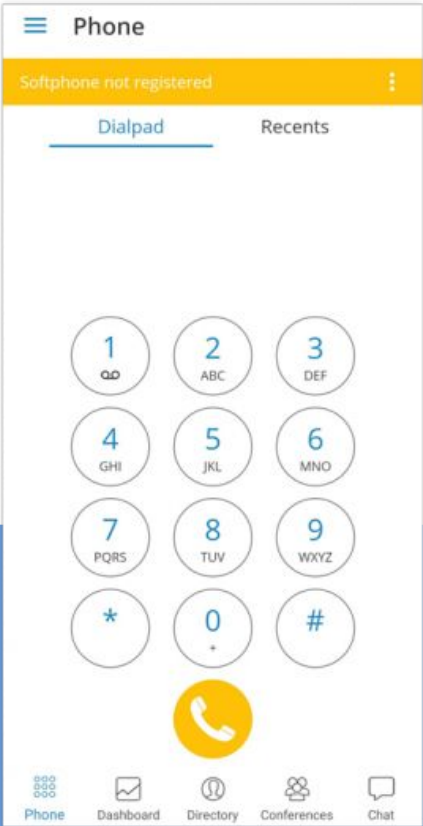 Phone
Softphone not registered
Dialpad Recents
1 2 3
ABC DEF
4 5 6
GHI JKL MNO
7 8 9
PQRS TUV WXYZ
* 0 #
+
Phone Dashboard Directory Conferences Chat